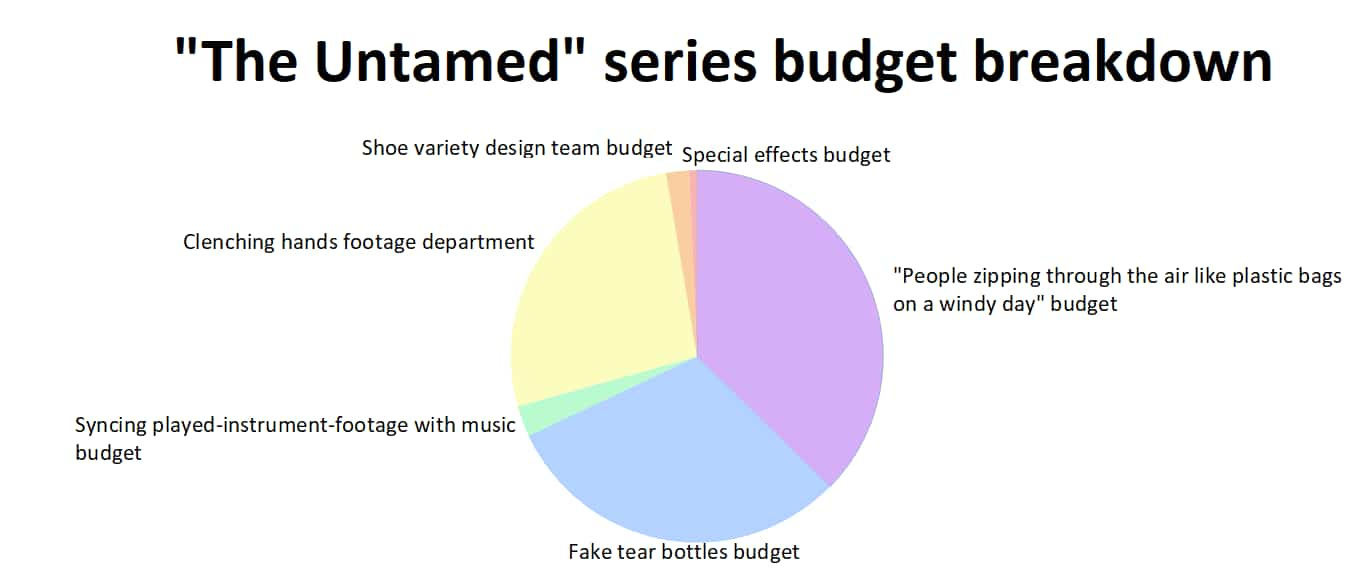 "The Untamed" series budget breakdown
Shoe variety design team budget
Special effects budget
Clenching hands footage department
"People zipping through the air like plastic bags
on a windy day" budget
Syncing played-instrument-footage with music
budget
Fake tear bottles budget